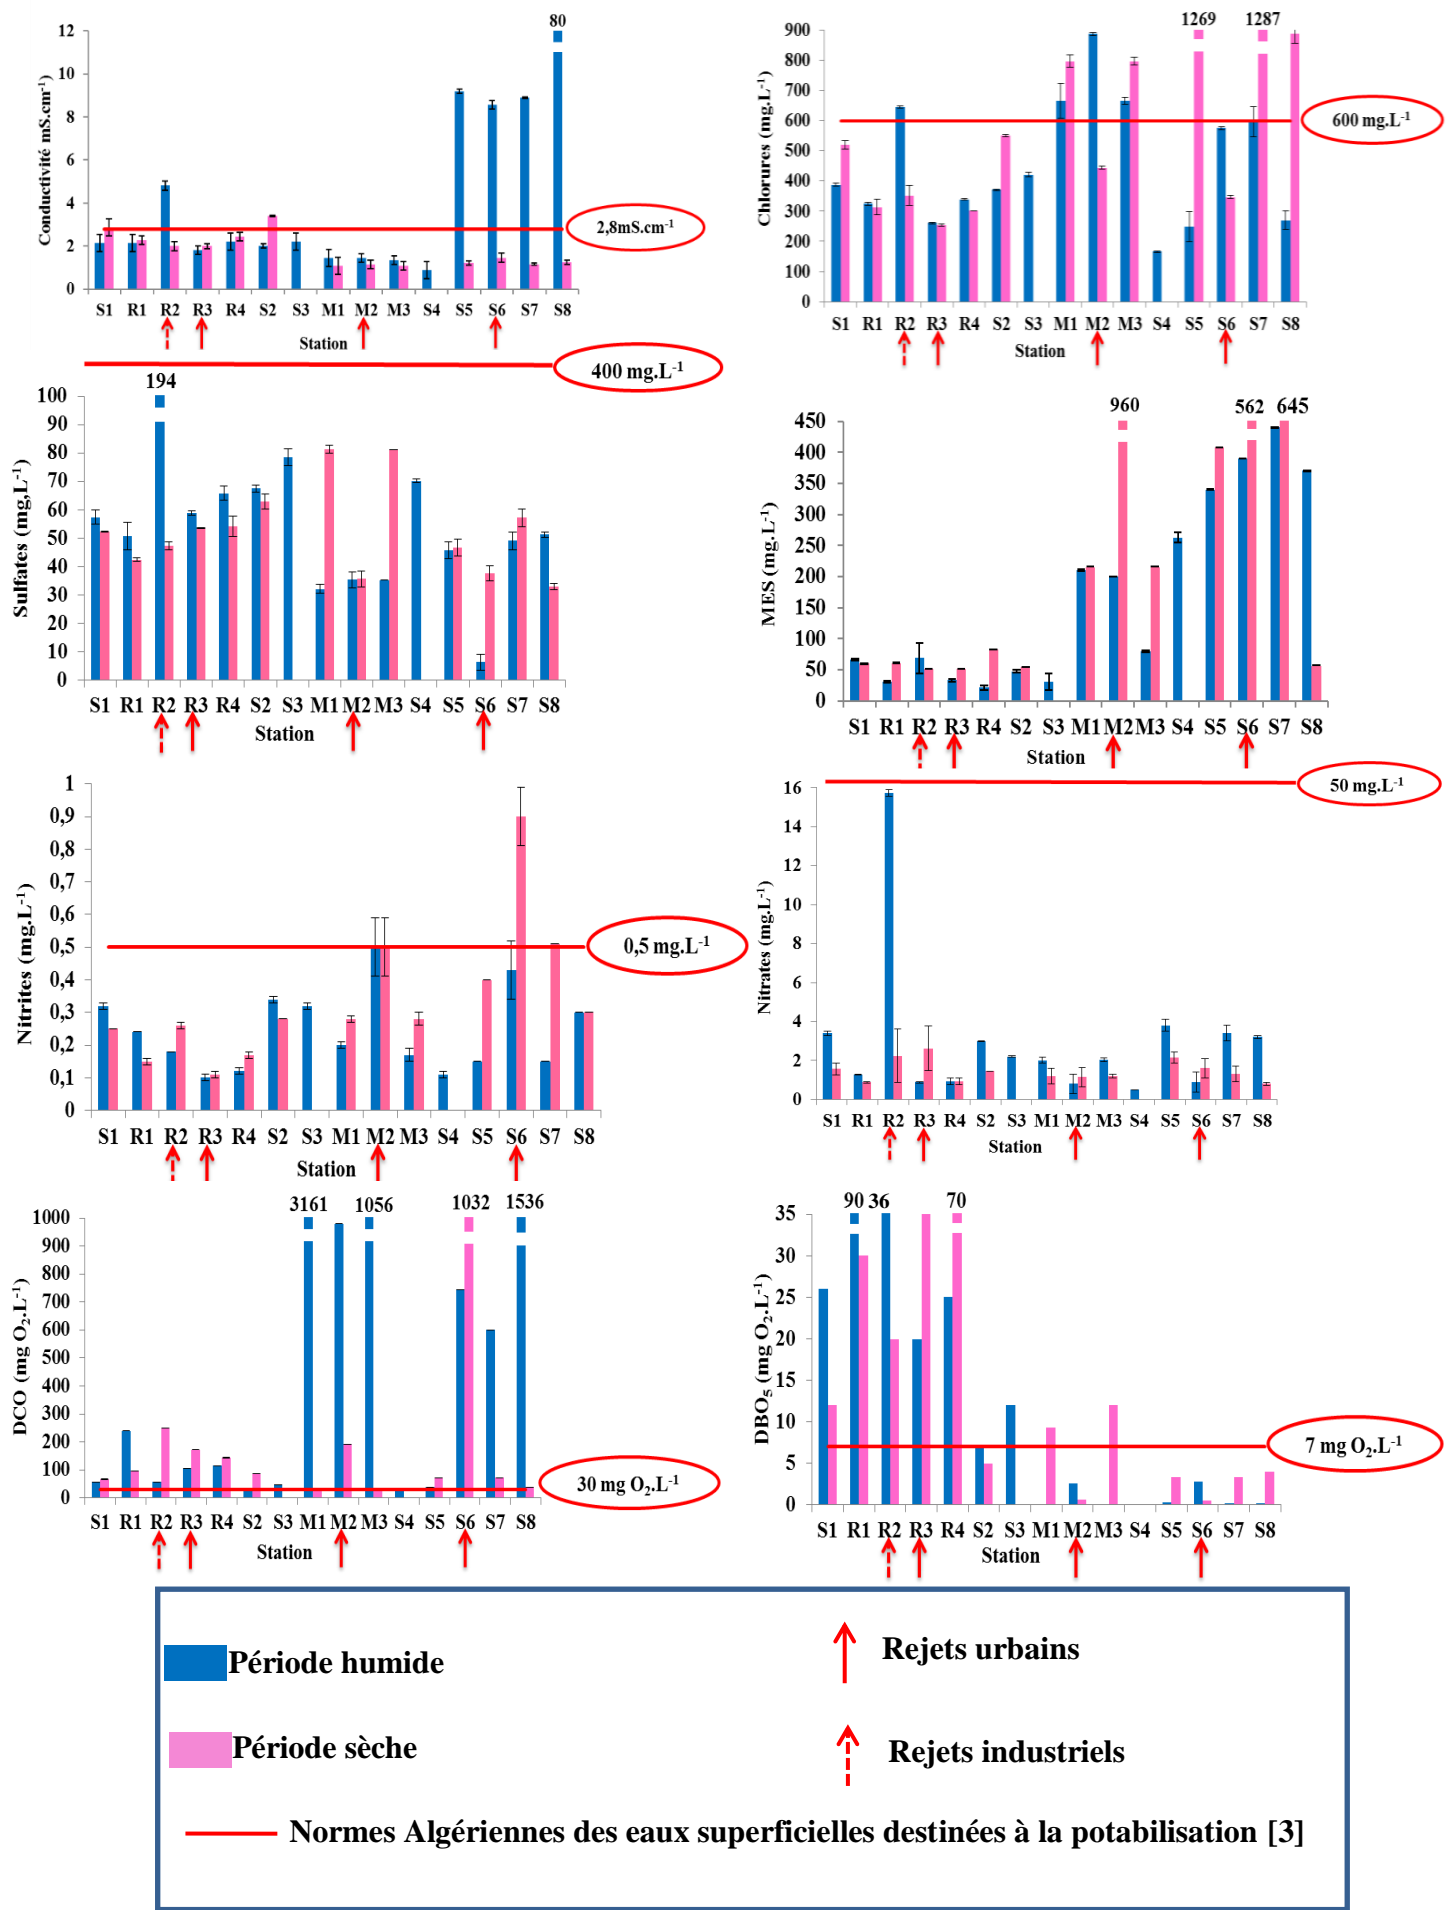 80
12
10
8
6
4
2
0
Conductivité mS.cm-1
2,8mS.cm-1
S1 R1 R2 R3 R4 S2 S3 M1 M2 M3 S4 S5 S6 S7 S8
Station
1269 1287
900
800
700
600
500
400
300
200
100
0
Chlorures (mg.L-1)
600 mg.L-1
S1 R1 R2 R3 R4 S2 S3 M1 M2 M3 S4 S5 S6 S7 S8
Station
400 mg.L-1
194
100
90
80
70
60
50
40
30
20
10
0
Sulfates (mg,L-1)
S1 R1 R2 R3 R4 S2 S3 M1 M2 M3 S4 S5 S6 S7 S8
Station
960 562 645
450
400
350
300
250
200
150
100
50
0
MES (mg.L-1)
S1 R1 R2 R3 R4 S2 S3 M1 M2 M3 S4 S5 S6 S7 S8
Station
1
0,9
0,8
0,7
0,6
0,5
0,4
0,3
0,2
0,1
0
Nitrites (mg.L-1)
0,5 mg.L-1
S1 R1 R2 R3 R4 S2 S3 M1 M2 M3 S4 S5 S6 S7 S8
Station
50 mg.L-1
16
14
12
10
8
6
4
2
0
Nitrates (mg.L-1)
S1 R1 R2 R3 R4 S2 S3 M1 M2 M3 S4 S5 S6 S7 S8
Station
3161 1056 1032 1536
1000
900
800
700
600
500
400
300
200
100
0
DCO (mg O2.L-1)
30 mg O2.L-1
S1 R1 R2 R3 R4 S2 S3 M1 M2 M3 S4 S5 S6 S7 S8
Station
90 36 70
35
30
25
20
15
10
5
0
DBO5 (mg O2.L-1)
7 mg O2.L-1
S1 R1 R2 R3 R4 S2 S3 M1 M2 M3 S4 S5 S6 S7 S8
Station
Période humide
Rejets urbains
Période sèche
Rejets industriels
Normes Algériennes des eaux superficielles destinées à la potabilisation [3]